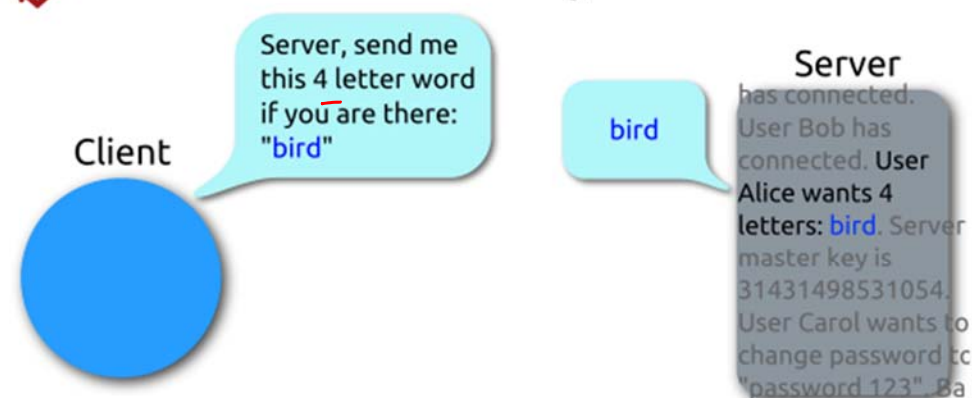 Server, send me
this 4 letter word
if you are there:
"bird"
Client
bird
Server
has connected.
User Bob has
connected. User
Alice wants 4
letters: bird. Server
master key is
31431498531054.
User Carol wants to
change password to
"password 123". Ba